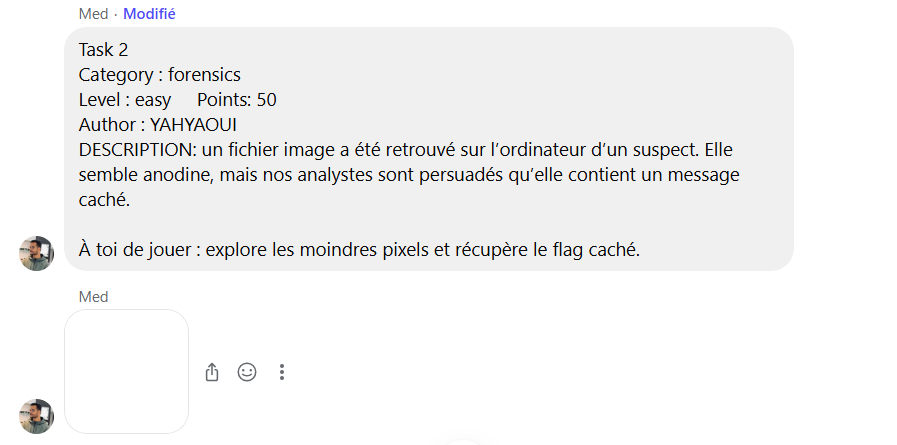 Med · Modifié
Task 2
Category : forensics
Level : easy     Points: 50
Author : YAHYAOUI
DESCRIPTION: un fichier image a été retrouvé sur l’ordinateur d’un suspect. Elle
semble anodine, mais nos analystes sont persuadés qu’elle contient un message
caché.
À toi de jouer : explore les moindres pixels et récupère le flag caché.
Med